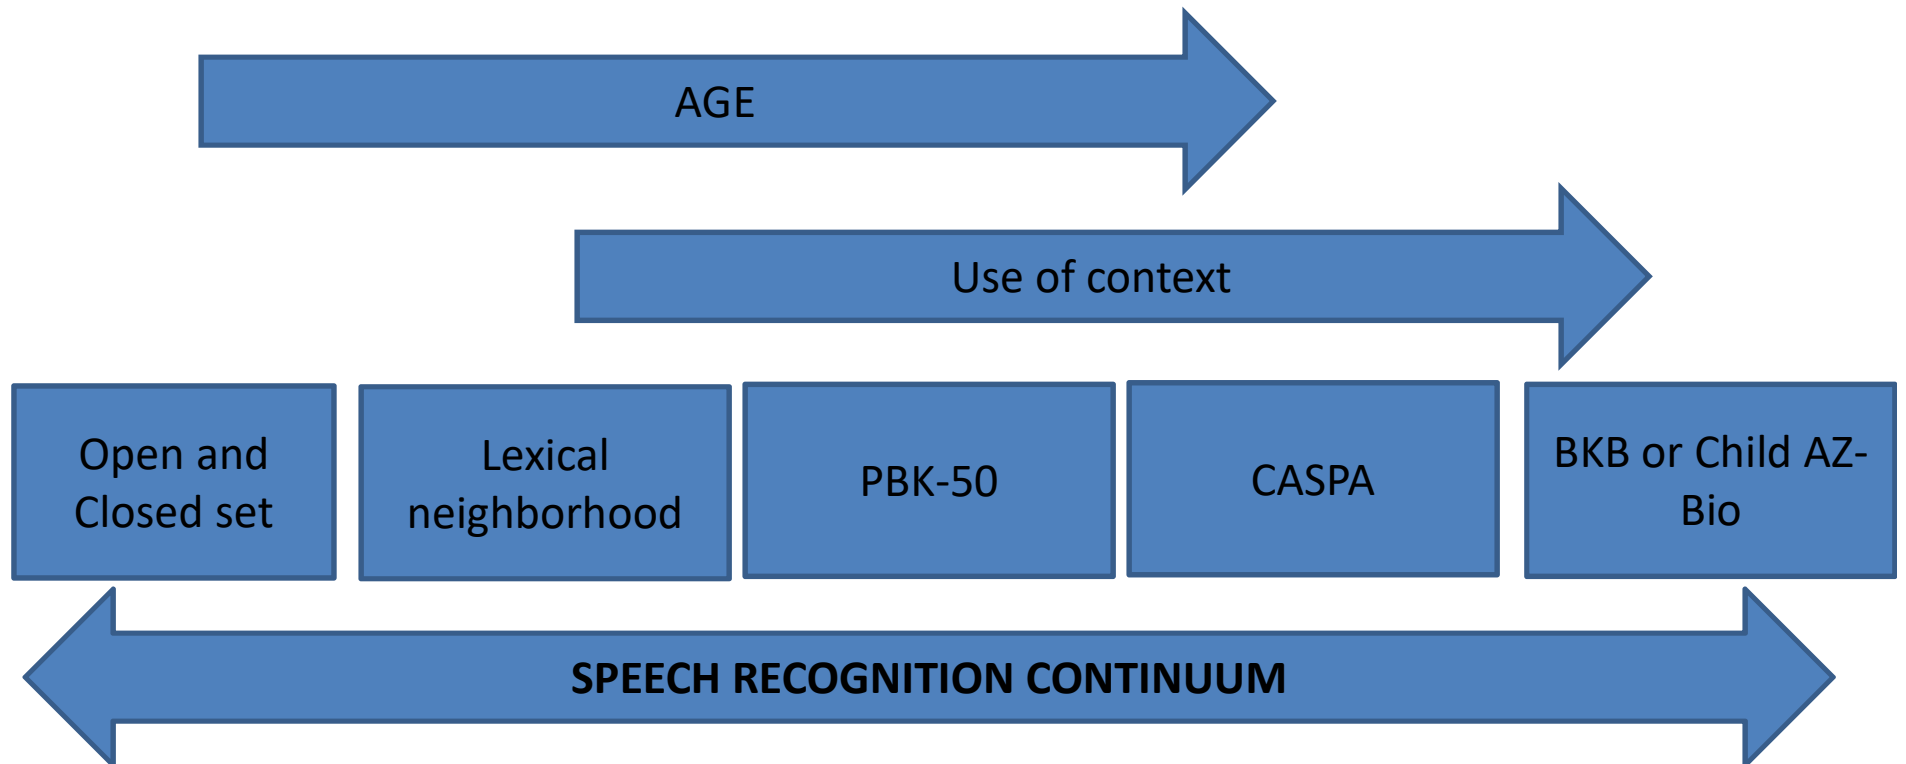 AGE
Use of context
Open and
Closed set
Lexical
neighborhood
PBK-50
CASPA
BKB or Child AZ-
Bio
SPEECH RECOGNITION CONTINUUM